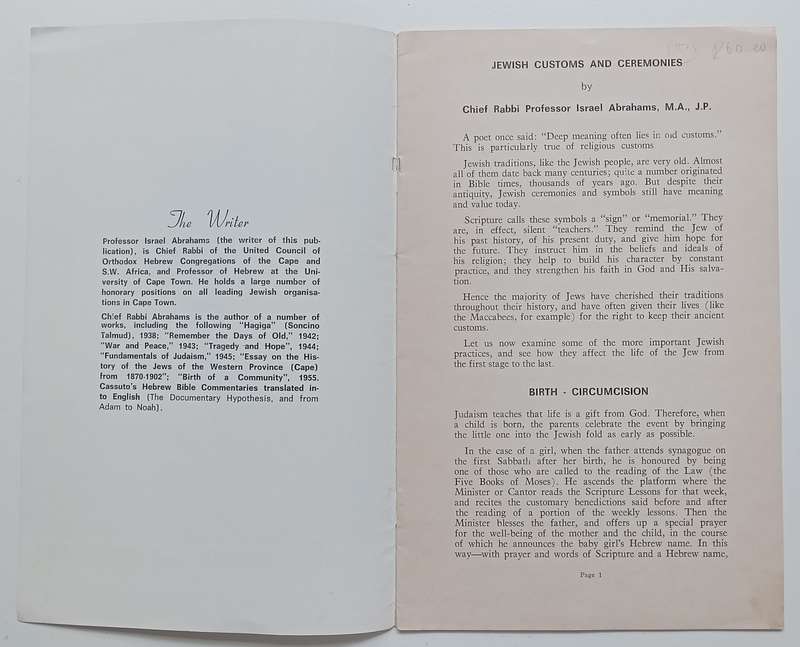 The Writer
Professor Israel Abrahams (the writer of this pub-
lication), is Chief Rabbi of the United Council of
Orthodox Hebrew Congregations of the Cape and
S.W. Africa, and Professor of Hebrew at the Uni-
versity of Cape Town. He holds a large number of
honorary positions on all leading Jewish organisa-
tions in Cape Town.
Chief Rabbi Abrahams is the author of a number of
works, including the following "Hagiga" (Soncino
Talmud), 1938; "Remember the Days of Old," 1942;
"War and Peace," 1943; "Tragedy and Hope", 1944;
"Fundamentals of Judaism," 1945; "Essay on the His-
tory of the Jews of the Western Province (Cape)
from 1870-1902"; "Birth of a Community", 1955.
Cassuto's Hebrew Bible Commentaries translated in-
to English (The Documentary Hypothesis, and from
Adam to Noah).
JEWISH CUSTOMS AND CEREMONIES
by
Chief Rabbi Professor Israel Abrahams, M.A., J.P.
A poet once said: "Deep meaning often lies in old customs."
This is particularly true of religious customs
Jewish traditions, like the Jewish people, are very old. Almost
all of them date back many centuries; quite a number originated
in Bible times, thousands of years ago. But despite their
antiquity, Jewish ceremonies and symbols still have meaning
and value today.
Scripture calls these symbols a "sign" or "memorial." They
are, in effect, silent "teachers." They remind the Jew of
his past history, of his present duty, and give him hope for
the future. They instruct him in the beliefs and ideals of
his religion; they help to build his character by constant
practice, and they strengthen his faith in God and His salva-
tion.
Hence the majority of Jews have cherished their traditions
throughout their history, and have often given their lives (like
the Maccabees, for example) for the right to keep their ancient
customs.
Let us now examine some of the more important Jewish
practices, and see how they affect the life of the Jew from
the first stage to the last.
BIRTH - CIRCUMCISION
Judaism teaches that life is a gift from God. Therefore, when
a child is born, the parents celebrate the event by bringing
the little one into the Jewish fold as early as possible.
In the case of a girl, when the father attends synagogue on
the first Sabbath after her birth, he is honoured by being
one of those who are called to the reading of the Law (the
Five Books of Moses). He ascends the platform where the
Minister or Cantor reads the Scripture Lessons for that week,
and recites the customary benedictions said before and after
the reading of a portion of the weekly lessons. Then the
Minister blesses the father, and offers up a special prayer
for the well-being of the mother and the child, in the course
of which he announces the baby girl's Hebrew name. In this
way—with prayer and words of Scripture and a Hebrew name,
Page 1